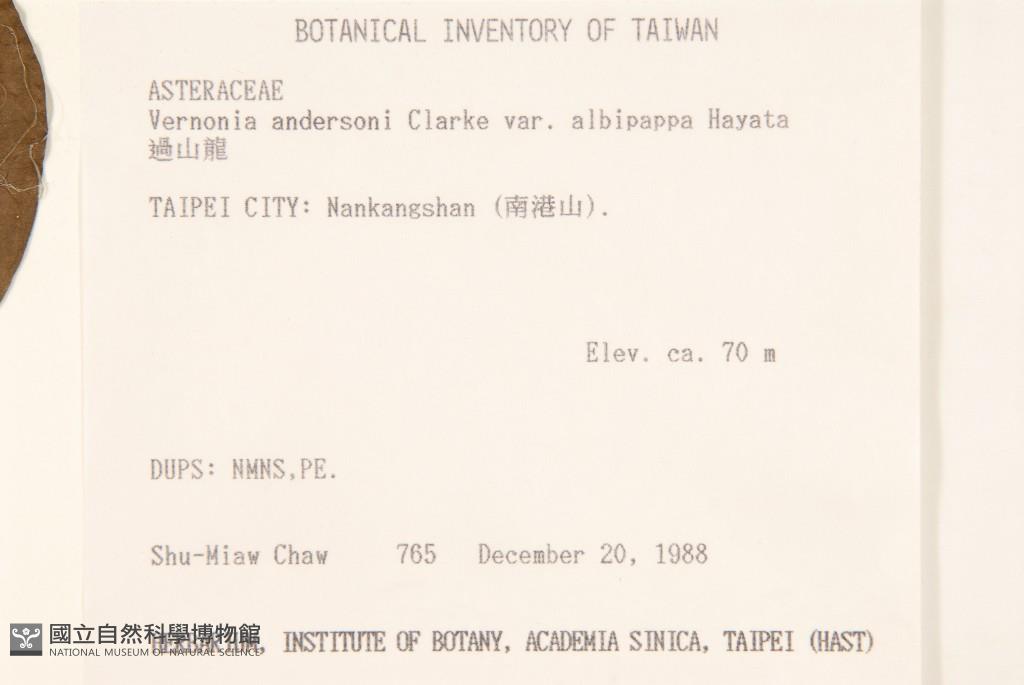 BOTANICAL INVENTORY OF TAIWAN
ASTERACEAE
Vernonia andersoni Clarke var. albipappa Hayata
過山龍
TAIPEI CITY: Nankangshan (南港山).
Elev. ca. 70 m
DUPS: NMNS,PE.
Shu-Miaw Chaw 765 December 20, 1988
INSTITUTE OF BOTANY, ACADEMIA SINICA, TAIPEI (HAST)
國立自然科學博物館
NATIONAL MUSEUM OF NATURAL SCIENCE